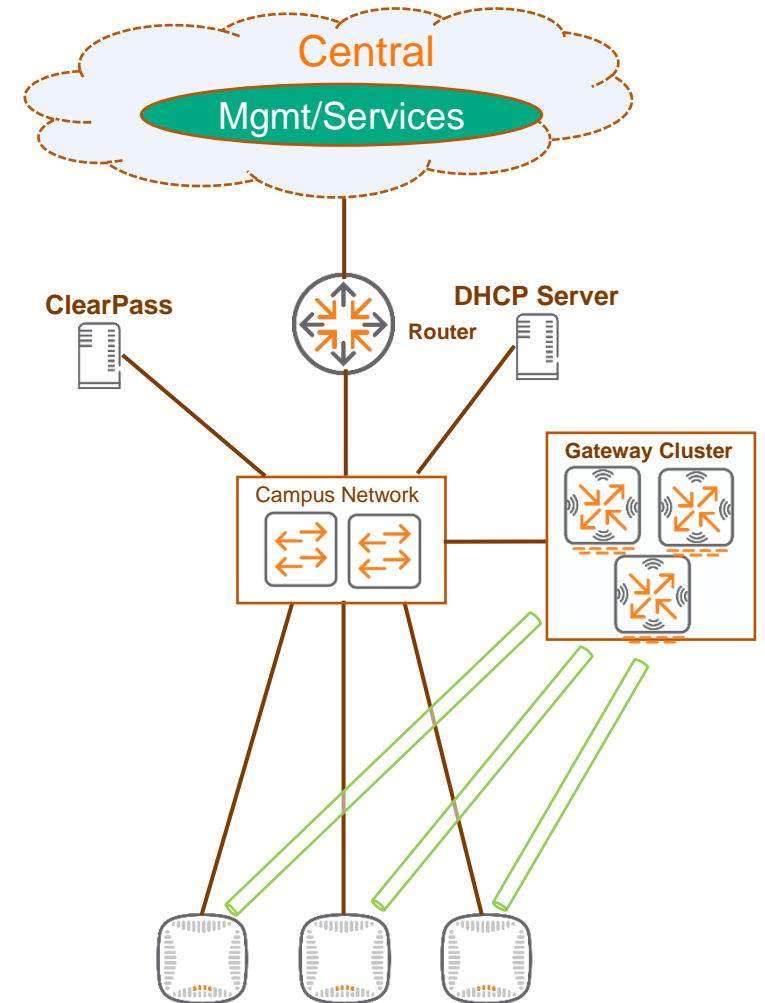 Central
Mgmt/Services
ClearPass
DHCP Server
Router
Gateway Cluster
Campus Network